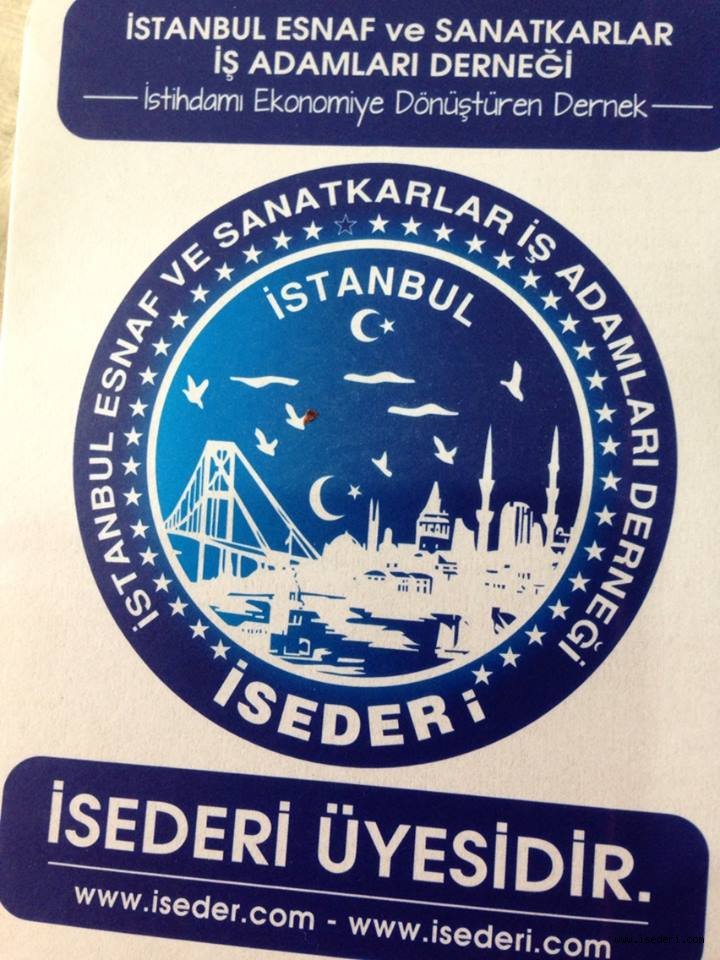 İSTANBUL ESNAF ve SANATKARLAR
İŞ ADAMLARI DERNEĞİ
İstihdamı Ekonomiye Dönüştüren Dernek
İSTANBUL ESNAF VE SANATKARLAR İŞ ADAMLARI DERNEĞİ
İSTANBUL
İSEDERİ
İSEDERİ ÜYESİDİR.
www.iseder.com - www.isederi.com
www.isederi.com